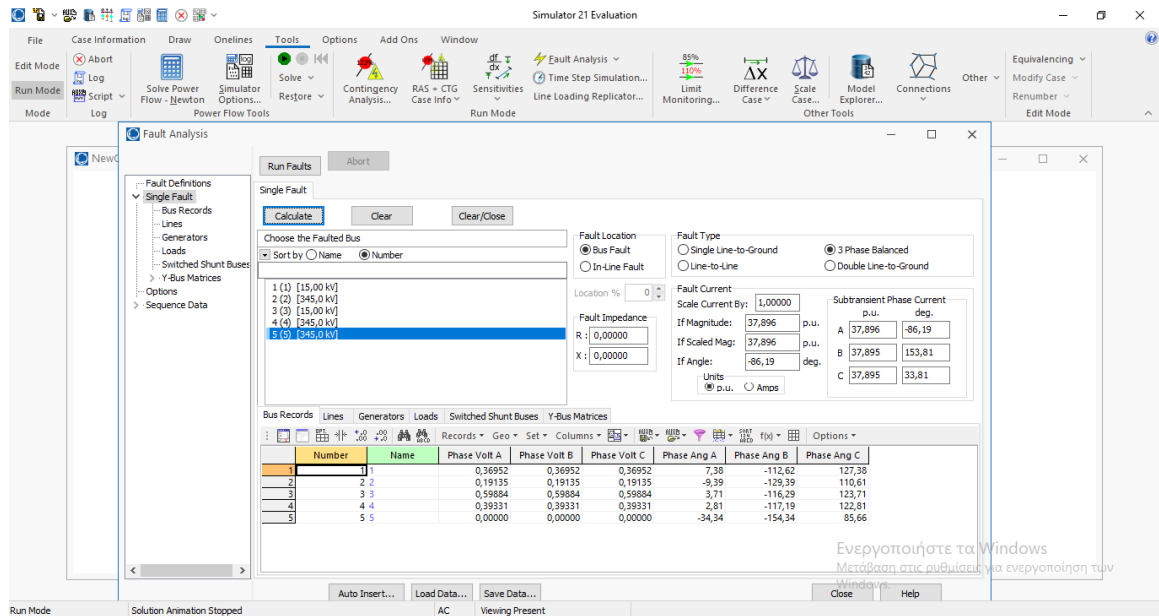 Simulator 21 Evaluation
File Case Information Draw Onelines Tools Options Add Ons Window
Edit Mode
Run Mode
Mode
Abort
Log
Script
Log
Solve Power Flow - Newton
Simulator Options...
Solve
Restore
Power Flow Tools
Contingency Analysis...
RAS + CTG Case Info
Sensitivities
Fault Analysis
Time Step Simulation...
Line Loading Replicator...
Run Mode
85%
110%
Limit Monitoring...
ΔX
Difference Case
Scale Case...
Model Explorer...
Connections
Other
Other Tools
Equivalencing
Modify Case
Renumber
Edit Mode
Fault Analysis
Fault Definitions
Single Fault
Bus Records
Lines
Generators
Loads
Switched Shunt Buses
Y-Bus Matrices
Options
Sequence Data
Run Faults Abort
Single Fault
Calculate Clear Clear/Close
Choose the Faulted Bus
Sort by Name Number
1 (1) [15,00 kV]
2 (2) [345,0 kV]
3 (3) [15,00 kV]
4 (4) [345,0 kV]
5 (5) [345,0 kV]
Fault Location
Bus Fault
In-Line Fault
Location % 0
Fault Impedance
R : 0,00000
X : 0,00000
Fault Type
Single Line-to-Ground 3 Phase Balanced
Line-to-Line Double Line-to-Ground
Fault Current
Scale Current By: 1,00000
If Magnitude: 37,896 p.u.
If Scaled Mag: 37,896 p.u.
If Angle: -86,19 deg.
Units
p.u. Amps
Subtransient Phase Current
p.u. deg.
A 37,896 -86,19
B 37,895 153,81
C 37,895 33,81
Bus Records Lines Generators Loads Switched Shunt Buses Y-Bus Matrices
Records Geo Set Columns f(x) Options
Number Name Phase Volt A Phase Volt B Phase Volt C Phase Ang A Phase Ang B Phase Ang C
1 1 1 0,36952 0,36952 0,36952 7,38 -112,62 127,38
2 2 2 0,19135 0,19135 0,19135 -9,39 -129,39 110,61
3 3 3 0,59884 0,59884 0,59884 3,71 -116,29 123,71
4 4 4 0,39331 0,39331 0,39331 2,81 -117,19 122,81
5 5 5 0,00000 0,00000 0,00000 -34,34 -154,34 85,66
Ενεργοποιήστε τα Windows
Μετάβαση στις ρυθμίσεις για ενεργοποίηση των
Windows.
Auto Insert... Load Data... Save Data... Close Help
Run Mode Solution Animation Stopped AC Viewing Present